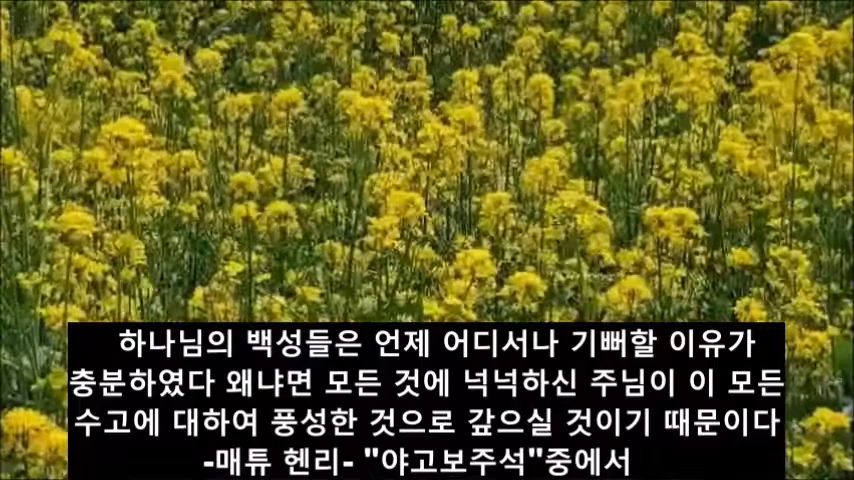 하나님의 백성들은 언제 어디서나 기뻐할 이유가
충분하였다 왜냐면 모든 것에 넉넉하신 주님이 이 모든
수고에 대하여 풍성한 것으로 갚으실 것이기 때문이다
-매튜 헨리- "야고보주석"중에서